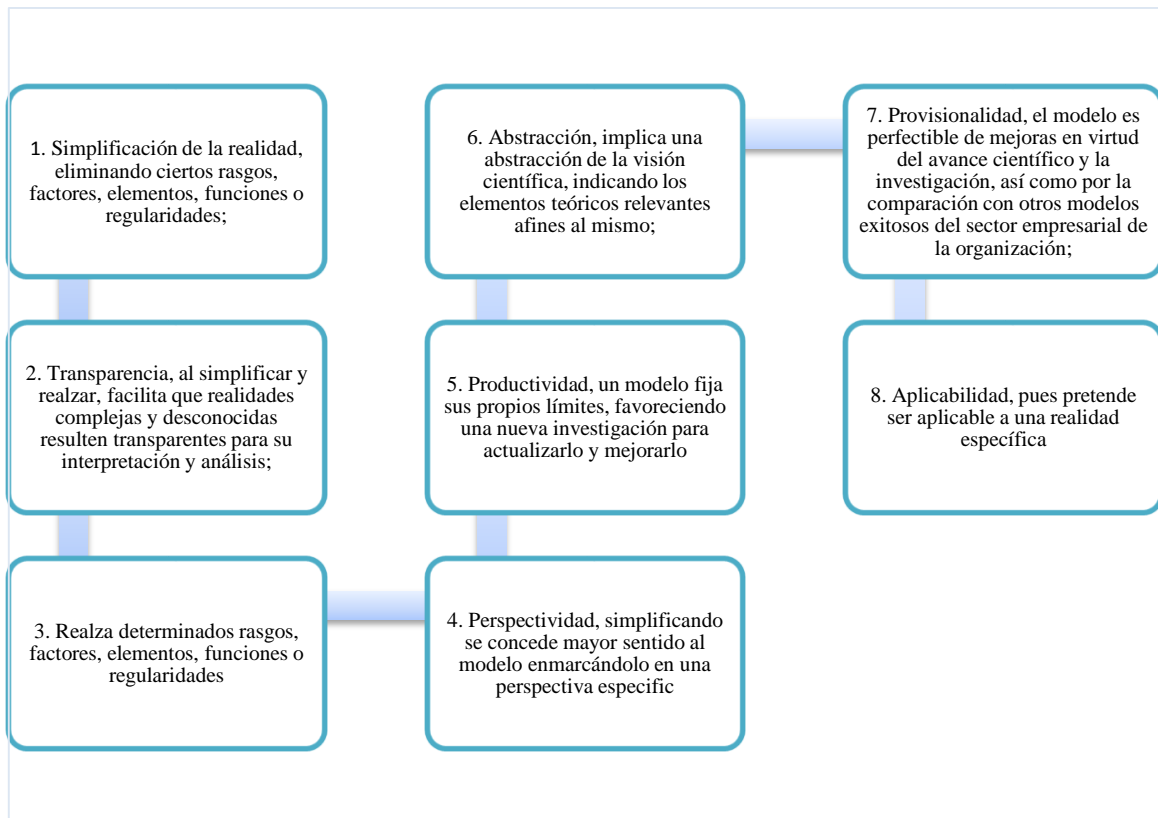 1. Simplificación de la realidad,
eliminando ciertos rasgos,
factores, elementos, funciones o
regularidades;
2. Transparencia, al simplificar y
realzar, facilita que realidades
complejas y desconocidas
resulten transparentes para su
interpretación y análisis;
3. Realza determinados rasgos,
factores, elementos, funciones o
regularidades
4. Perspectividad, simplificando
se concede mayor sentido al
modelo enmarcándolo en una
perspectiva especific
5. Productividad, un modelo fija
sus propios límites, favoreciendo
una nueva investigación para
actualizarlo y mejorarlo
6. Abstracción, implica una
abstracción de la visión
científica, indicando los
elementos teóricos relevantes
afines al mismo;
7. Provisionalidad, el modelo es
perfectible de mejoras en virtud
del avance científico y la
investigación, así como por la
comparación con otros modelos
exitosos del sector empresarial de
la organización;
8. Aplicabilidad, pues pretende
ser aplicable a una realidad
específica